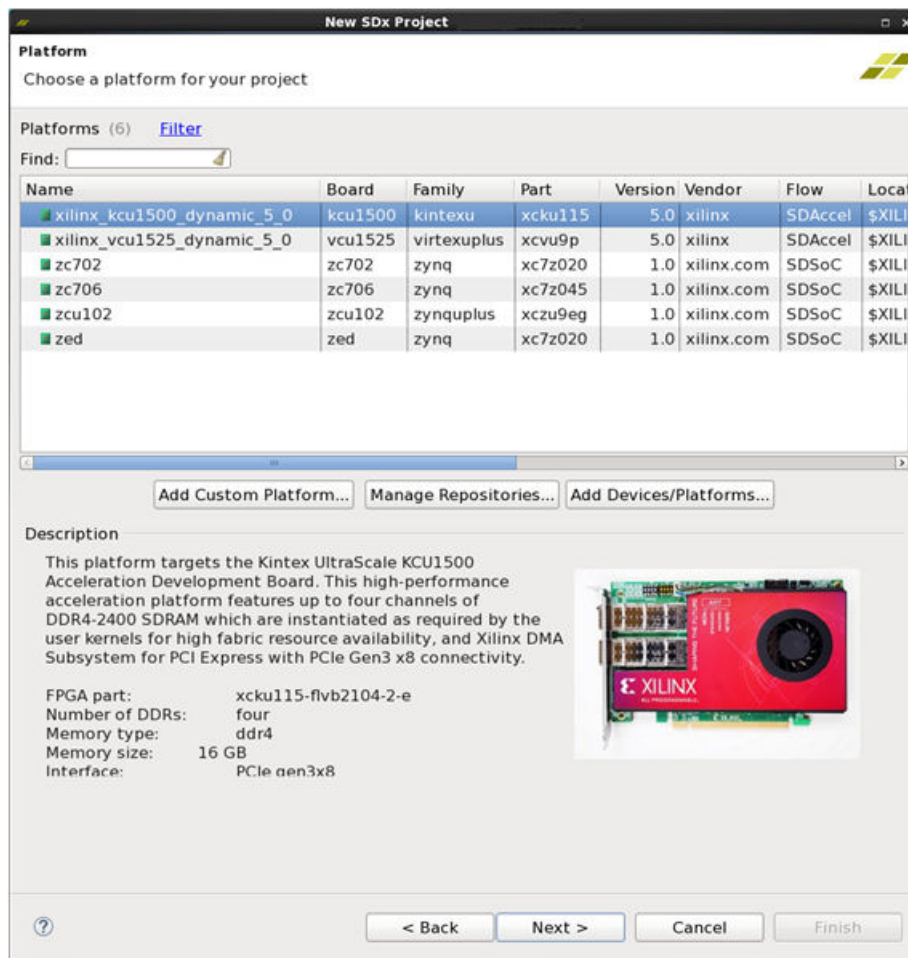 New SDx Project
Platform
Choose a platform for your project
Platforms (6) Filter
Find:
Name Board Family Part Version Vendor Flow Locat
xilinx_kcu1500_dynamic_5_0 kcu1500 kintexu xcku115 5.0 xilinx SDAccel $XILI
xilinx_vcu1525_dynamic_5_0 vcu1525 virtexuplus xcvu9p 5.0 xilinx SDAccel $XILI
zc702 zc702 zynq xc7z020 1.0 xilinx.com SDSoC $XILI
zc706 zc706 zynq xc7z045 1.0 xilinx.com SDSoC $XILI
zcu102 zcu102 zynquplus xczu9eg 1.0 xilinx.com SDSoC $XILI
zed zed zynq xc7z020 1.0 xilinx.com SDSoC $XILI
Add Custom Platform... Manage Repositories... Add Devices/Platforms...
Description
This platform targets the Kintex UltraScale KCU1500
Acceleration Development Board. This high-performance
acceleration platform features up to four channels of
DDR4-2400 SDRAM which are instantiated as required by the
user kernels for high fabric resource availability, and Xilinx DMA
Subsystem for PCI Express with PCIe Gen3 x8 connectivity.
FPGA part: xcku115-flvb2104-2-e
Number of DDRs: four
Memory type: ddr4
Memory size: 16 GB
Interface: PCIe gen3x8
SHAPING THE FUTURE
XILINX
ALL PROGRAMMABLE
? < Back Next > Cancel Finish